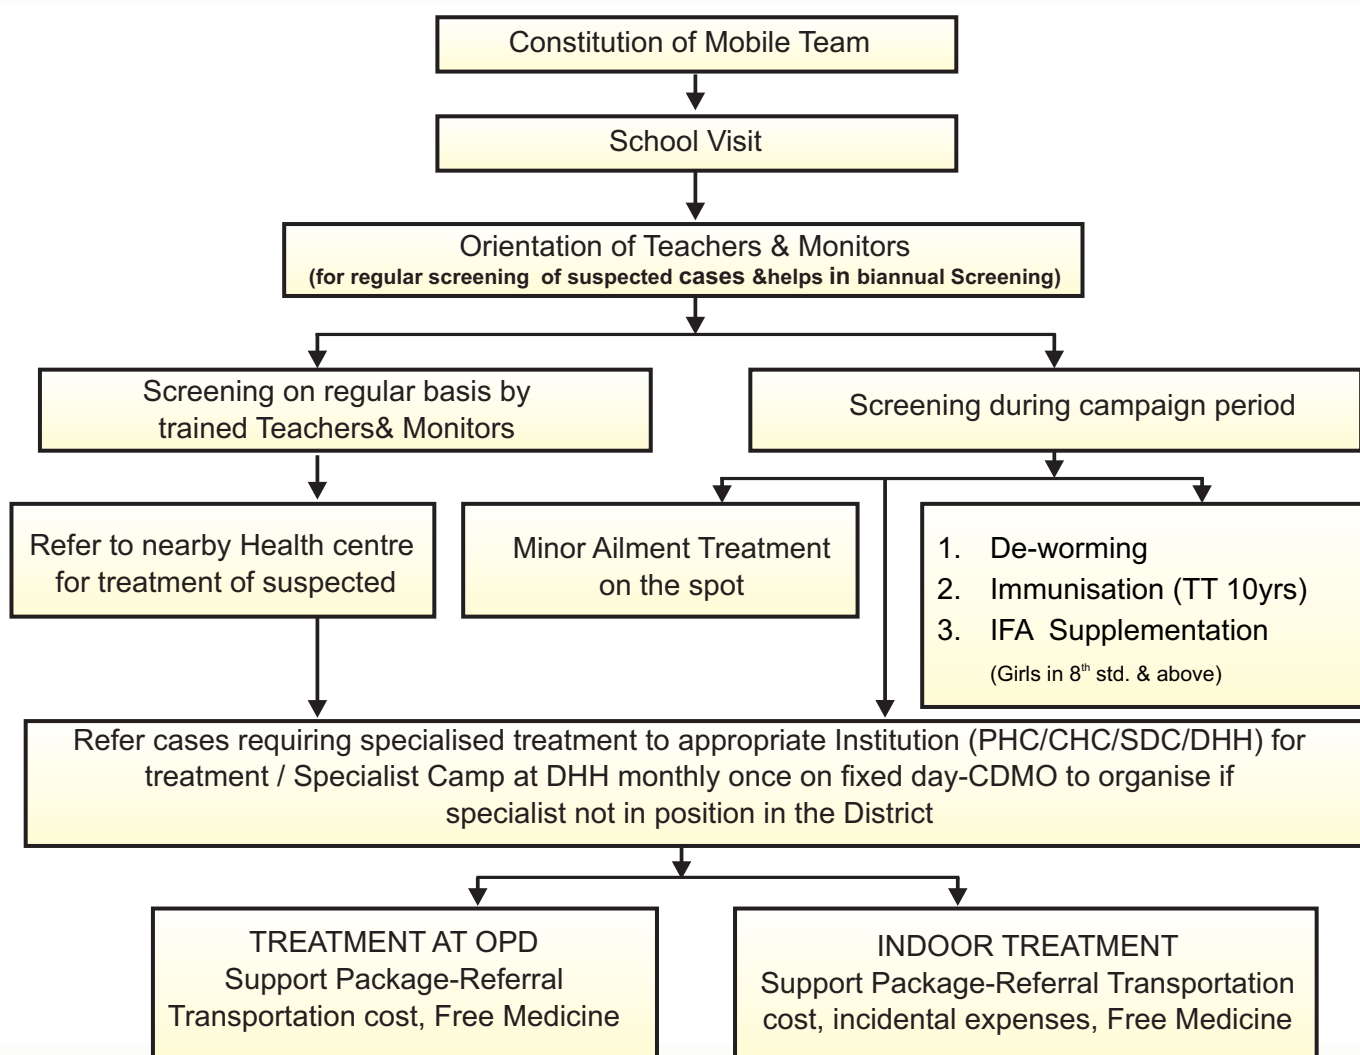 Constitution of Mobile Team
School Visit
Orientation of Teachers & Monitors
(for regular screening of suspected cases &helps in biannual Screening)
Screening on regular basis by
trained Teachers& Monitors
Screening during campaign period
Refer to nearby Health centre
for treatment of suspected
Minor Ailment Treatment
on the spot
1. De-worming
2. Immunisation (TT 10yrs)
3. IFA Supplementation
(Girls in 8th std. & above)
Refer cases requiring specialised treatment to appropriate Institution (PHC/CHC/SDC/DHH) for
treatment / Specialist Camp at DHH monthly once on fixed day-CDMO to organise if
specialist not in position in the District
TREATMENT AT OPD
Support Package-Referral
Transportation cost, Free Medicine
INDOOR TREATMENT
Support Package-Referral Transportation
cost, incidental expenses, Free Medicine